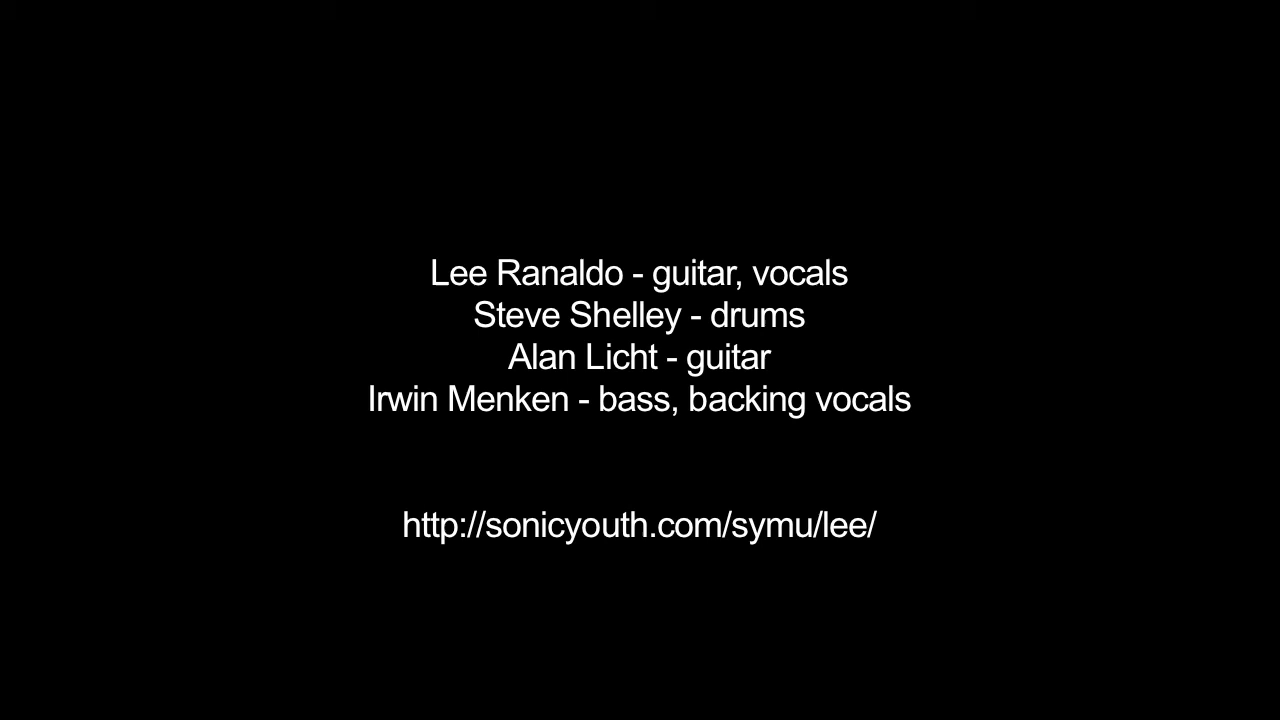 Lee Ranaldo - guitar, vocals
Steve Shelley - drums
Alan Licht - guitar
Irwin Menken - bass, backing vocals
http://sonicyouth.com/symu/lee/